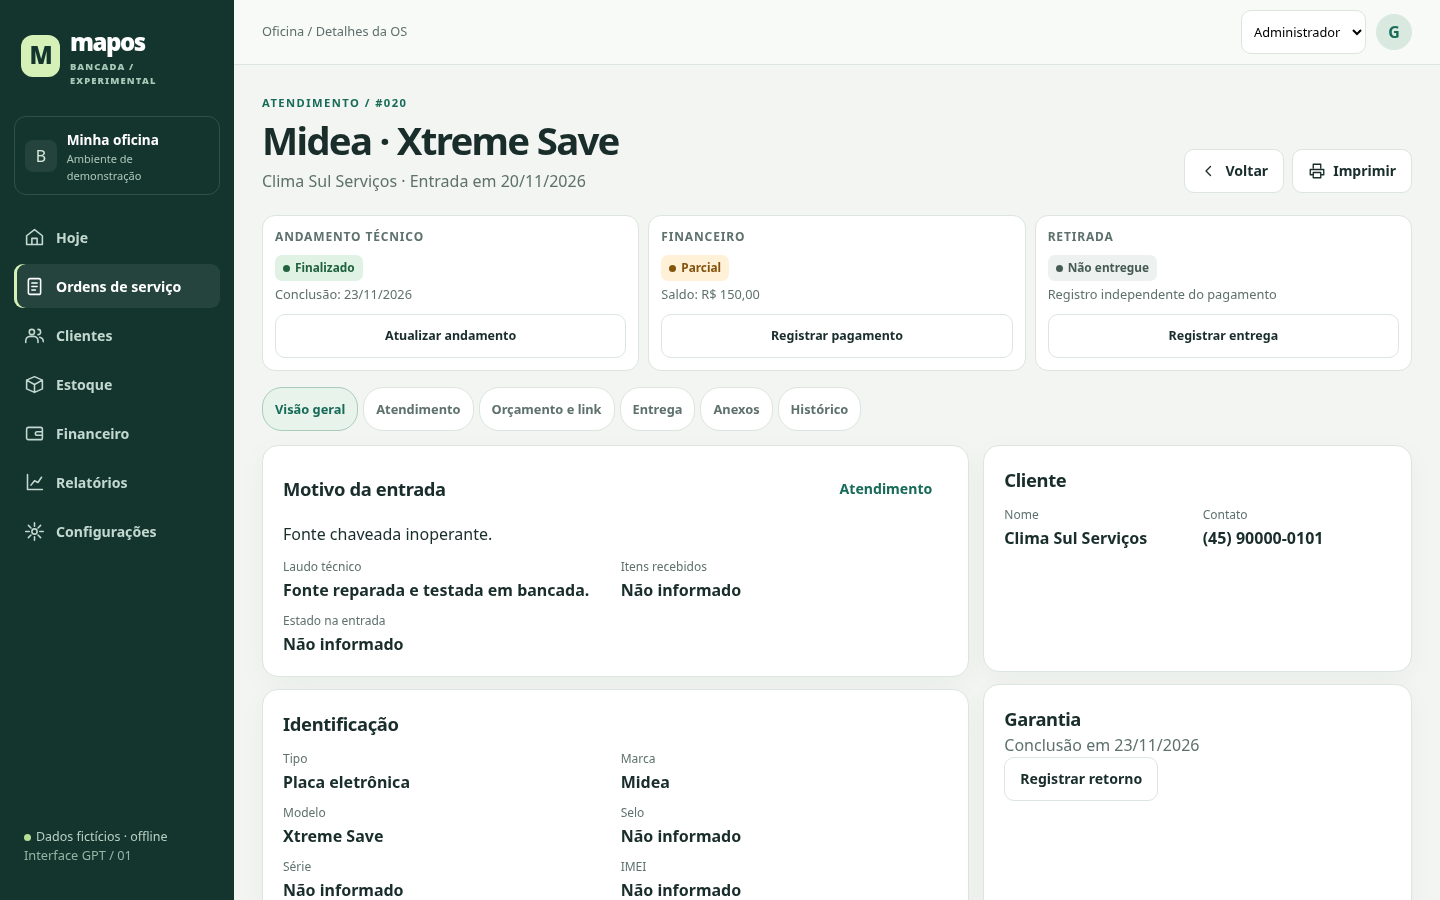 M
mapos
BANCADA /
EXPERIMENTAL
B
Minha oficina
Ambiente de
demonstração
Hoje
Ordens de serviço
Clientes
Estoque
Financeiro
Relatórios
Configurações
Dados fictícios · offline
Interface GPT / 01
Oficina / Detalhes da OS
Administrador
G
ATENDIMENTO / #020
Midea · Xtreme Save
Clima Sul Serviços · Entrada em 20/11/2026
Voltar
Imprimir
ANDAMENTO TÉCNICO
Finalizado
Conclusão: 23/11/2026
Atualizar andamento
FINANCEIRO
Parcial
Saldo: R$ 150,00
Registrar pagamento
RETIRADA
Não entregue
Registro independente do pagamento
Registrar entrega
Visão geral
Atendimento
Orçamento e link
Entrega
Anexos
Histórico
Motivo da entrada
Atendimento
Fonte chaveada inoperante.
Laudo técnico
Fonte reparada e testada em bancada.
Itens recebidos
Não informado
Estado na entrada
Não informado
Cliente
Nome
Clima Sul Serviços
Contato
(45) 90000-0101
Identificação
Tipo
Placa eletrônica
Marca
Midea
Modelo
Xtreme Save
Selo
Não informado
Série
Não informado
IMEI
Não informado
Garantia
Conclusão em 23/11/2026
Registrar retorno